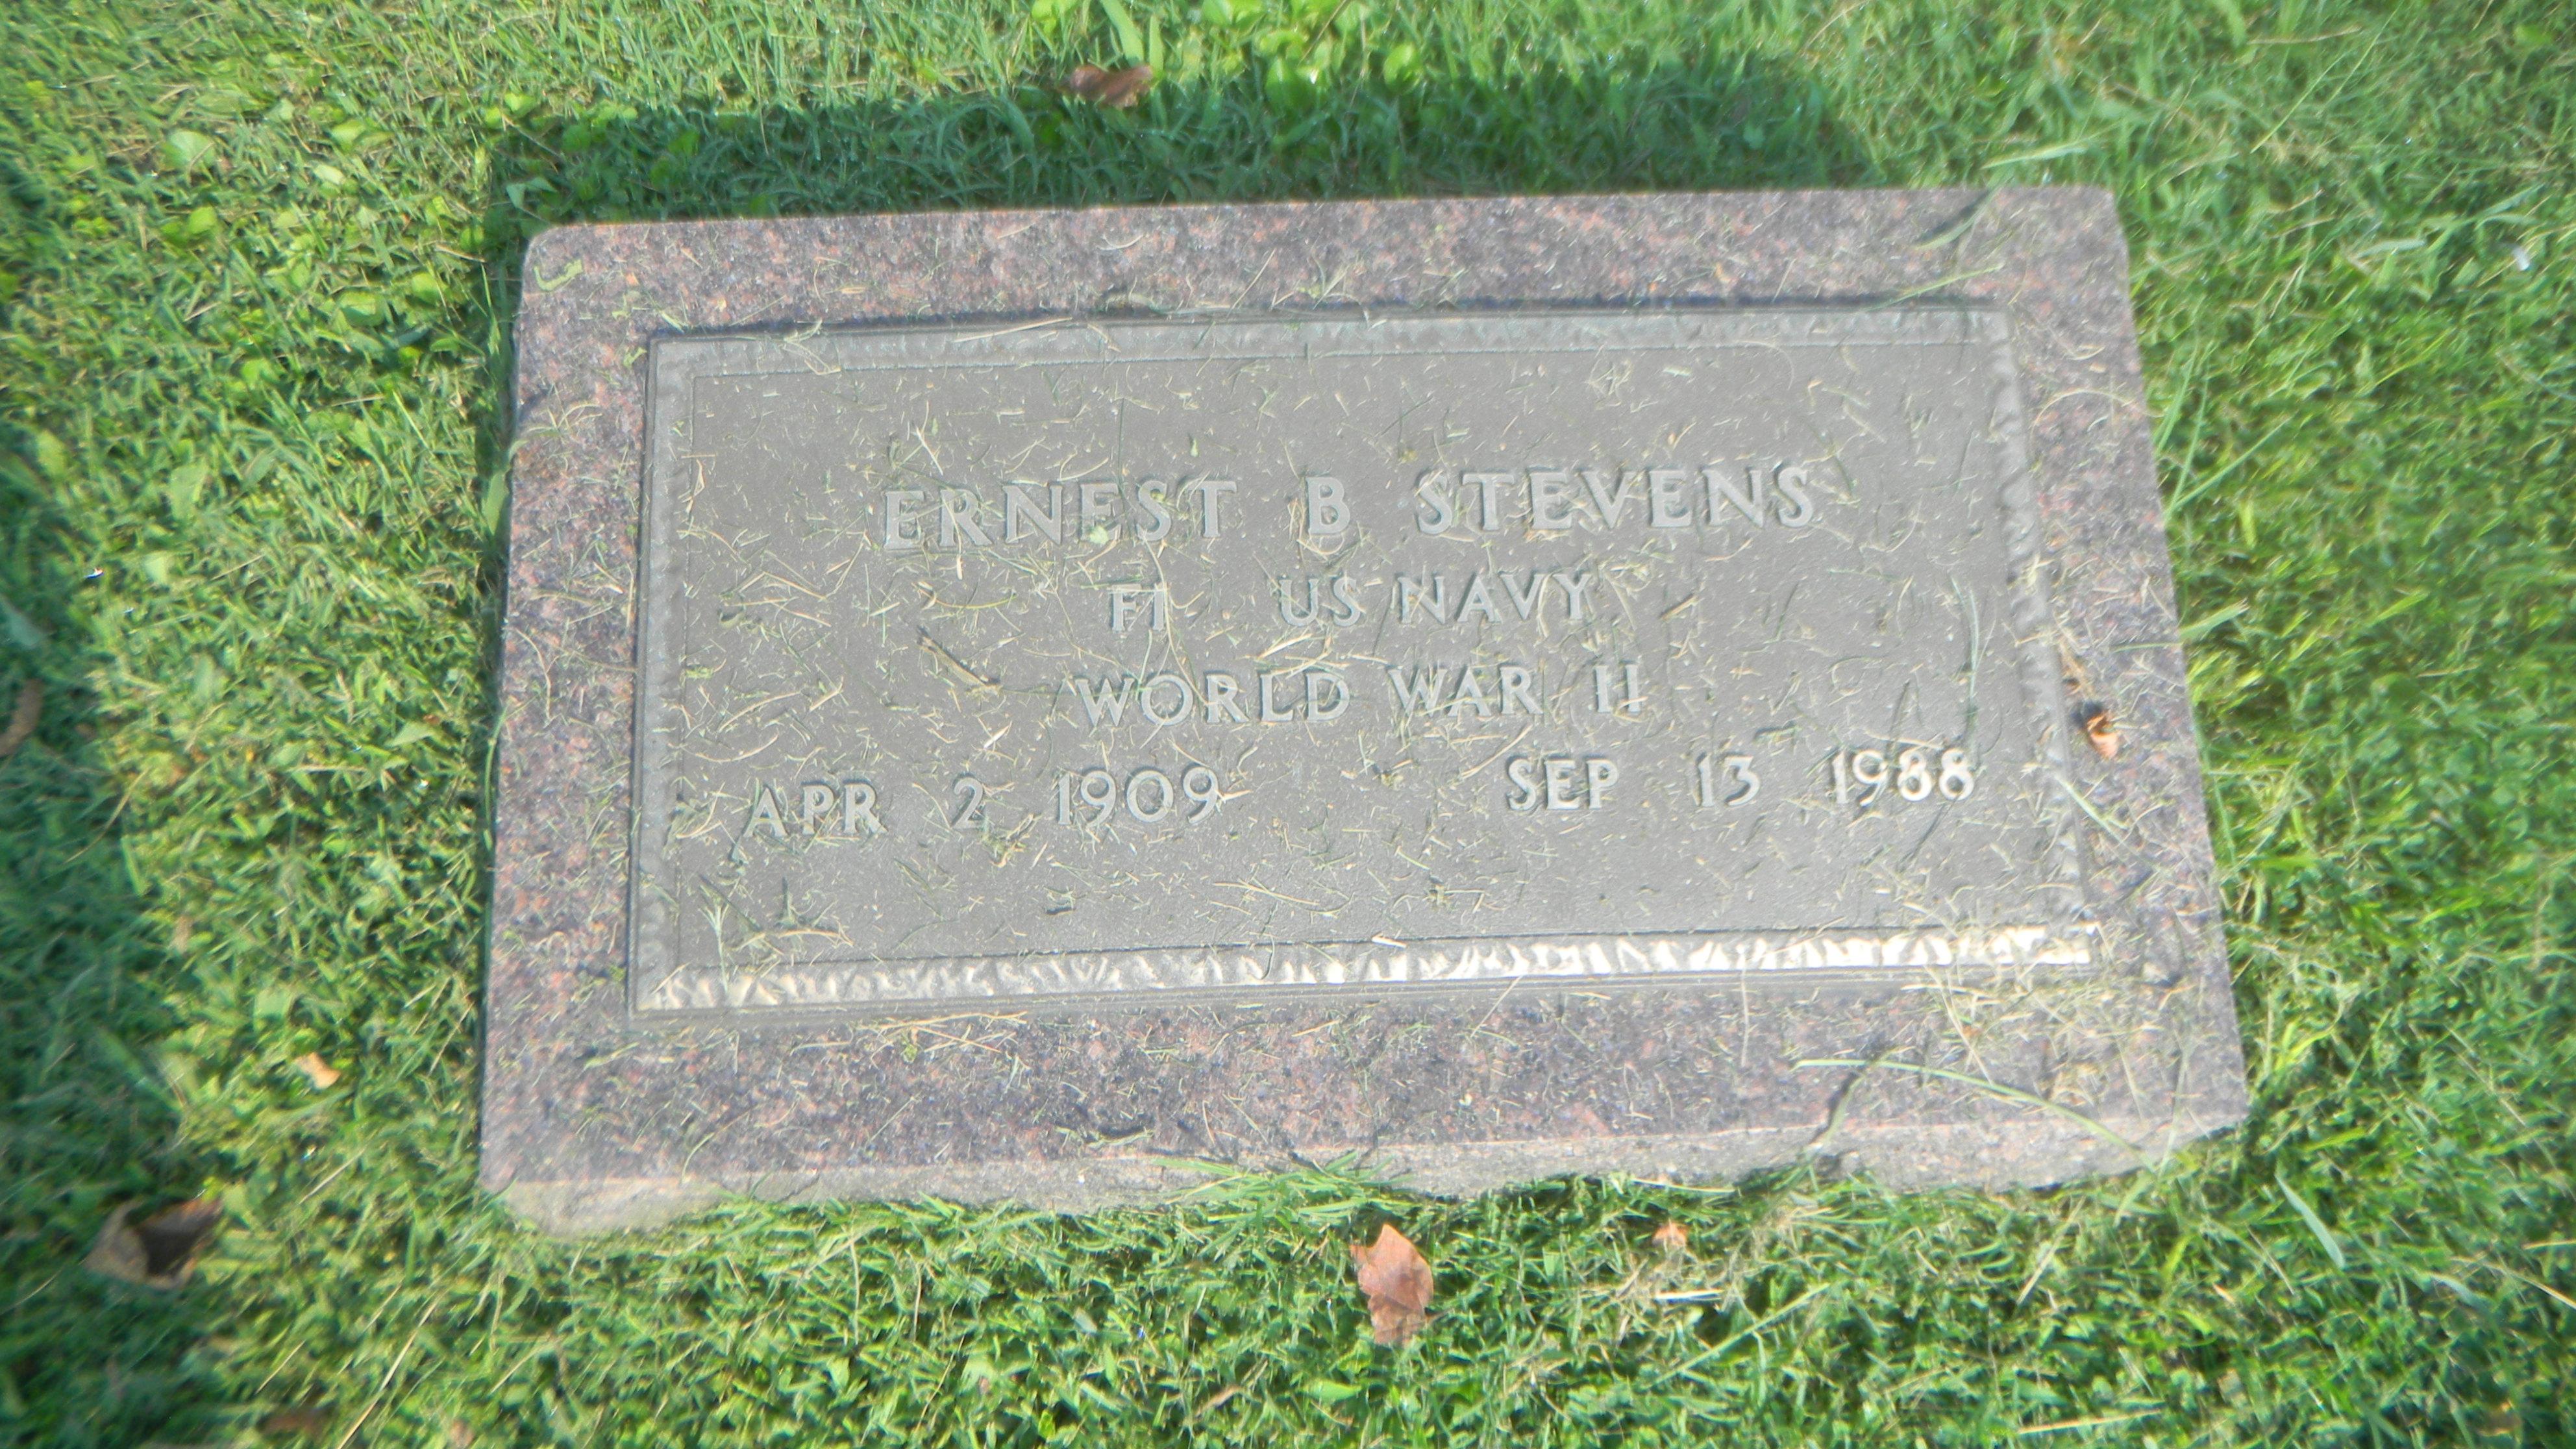 ERNEST B STEVENS
F1 US NAVY
WORLD WAR II
APR 2 1909 SEP 13 1988